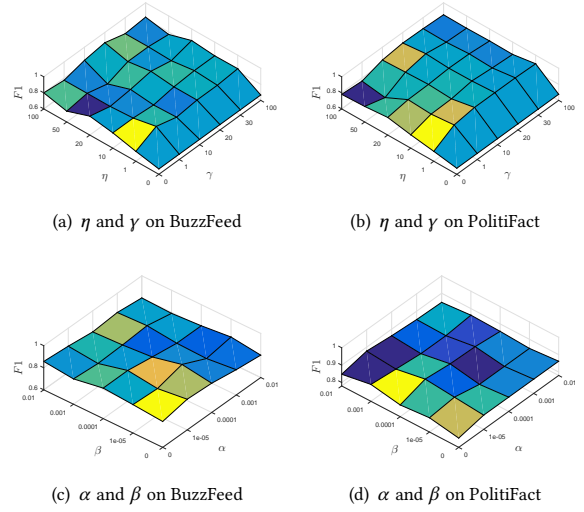 1
0.8
0.6
F1
100
50
20
10
1
0
η
0
1
10
20
30
100
γ
(a) η and γ on BuzzFeed
1
0.8
0.6
F1
100
50
20
10
1
0
η
0
1
10
20
30
100
γ
(b) η and γ on PolitiFact
1
0.8
0.6
F1
0.01
0.001
0.0001
1e-05
0
β
0
1e-05
0.0001
0.001
0.01
α
(c) α and β on BuzzFeed
1
0.9
0.8
F1
0.01
0.001
0.0001
1e-05
0
β
0
1e-05
0.0001
0.001
0.01
α
(d) α and β on PolitiFact